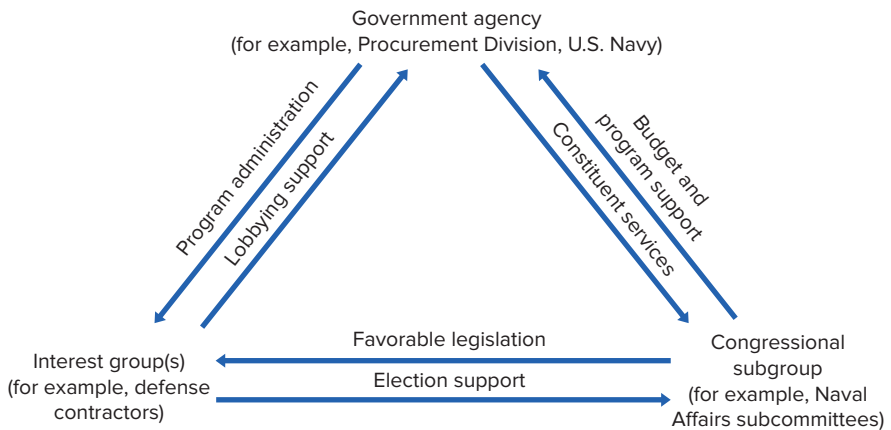 Government agency
(for example, Procurement Division, U.S. Navy)
Program administration
Lobbying support
Constituent services
Budget and
program support
Favorable legislation
Election support
Interest group(s)
(for example, defense
contractors)
Congressional
subgroup
(for example, Naval
Affairs subcommittees)